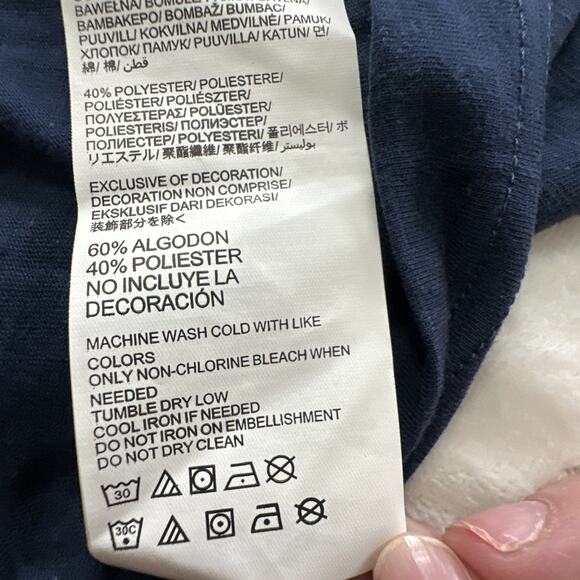 BAWEŁNA/
BAMBAKEPO/ BOMBAŽ/ BUMBAC/
PUUVILL/ KOKVILNA/ MEDVILNĖ/ PAMUK/
ХЛОПОК/ ПАМУК/ PUUVILLA/ KATUN/ 면/
綿/ 棉/ قطن/
40% POLYESTER/ POLIESTERE/
POLIÉSTER/ POLIÉSZTER/
ΠΟΛΥΕΣΤΕΡΑΣ/ POLÜESTER/
POLIESTERIS/ ПОЛИЭСТЕР/
ПОЛИЕСТЕР/ POLYESTERI/ 폴리에스터/ ポ
リエステル/ 聚酯纖維/ 聚酯纤维/ بوليستر/
EXCLUSIVE OF DECORATION/
DECORATION NON COMPRISE/
EKSKLUSIF DARI DEKORASI/
装飾部分を除く
60% ALGODON
40% POLIESTER
NO INCLUYE LA
DECORACIÓN
MACHINE WASH COLD WITH LIKE
COLORS
ONLY NON-CHLORINE BLEACH WHEN
NEEDED
TUMBLE DRY LOW
COOL IRON IF NEEDED
DO NOT IRON ON EMBELLISHMENT
DO NOT DRY CLEAN
30
30C